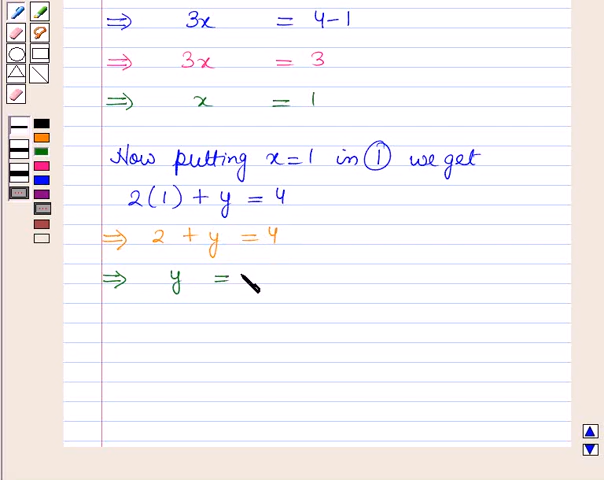 ⇒ 3x = 4-1
⇒ 3x = 3
⇒ x = 1
Now putting x=1 in ① we get
2(1) + y = 4
⇒ 2 + y = 4
⇒ y =